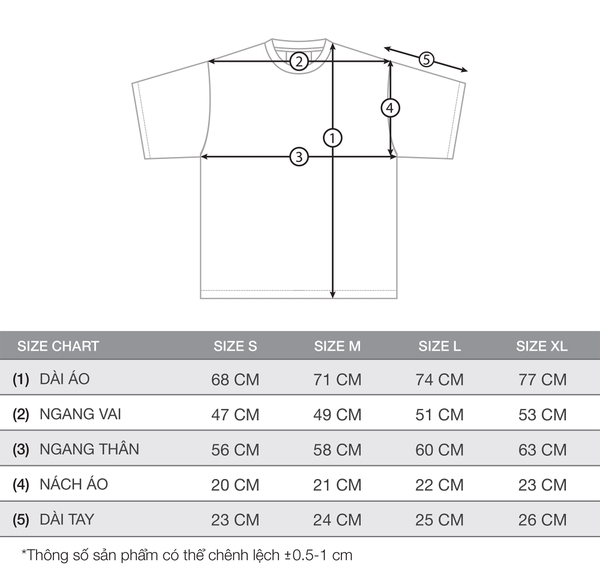 5
2
4
1
3
SIZE CHART SIZE S SIZE M SIZE L SIZE XL
(1) DÀI ÁO 68 CM 71 CM 74 CM 77 CM
(2) NGANG VAI 47 CM 49 CM 51 CM 53 CM
(3) NGANG THÂN 56 CM 58 CM 60 CM 63 CM
(4) NÁCH ÁO 20 CM 21 CM 22 CM 23 CM
(5) DÀI TAY 23 CM 24 CM 25 CM 26 CM
*Thông số sản phẩm có thể chênh lệch ±0.5-1 cm